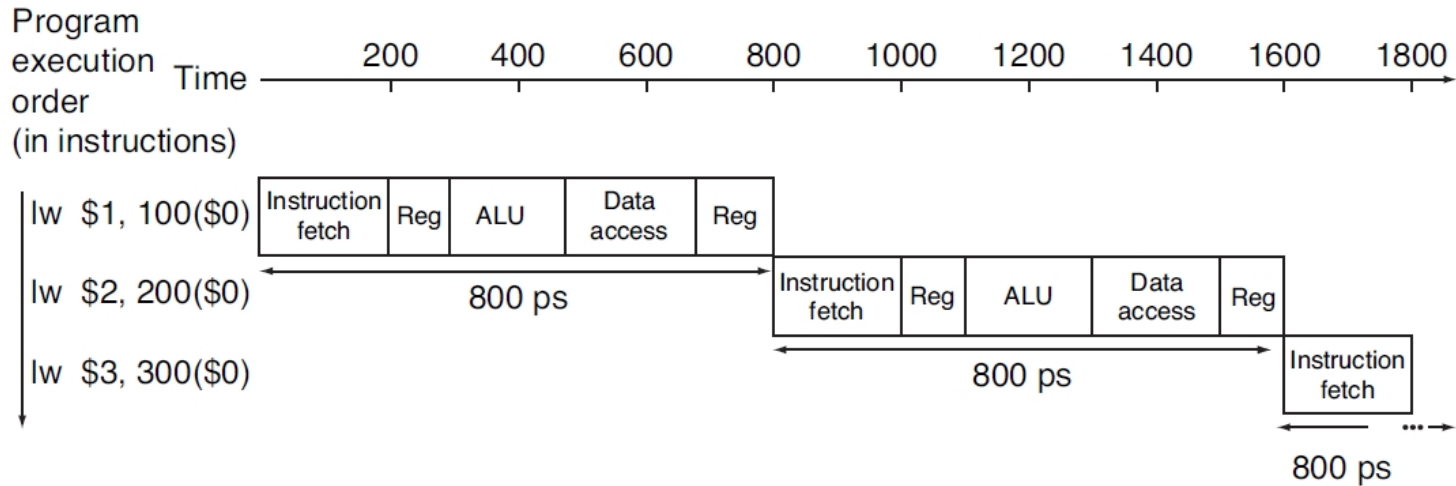 Program
execution
order
(in instructions)
Time
200 400 600 800 1000 1200 1400 1600 1800
lw $1, 100($0)
Instruction
fetch
Reg
ALU
Data
access
Reg
800 ps
lw $2, 200($0)
Instruction
fetch
Reg
ALU
Data
access
Reg
800 ps
lw $3, 300($0)
Instruction
fetch
...
800 ps